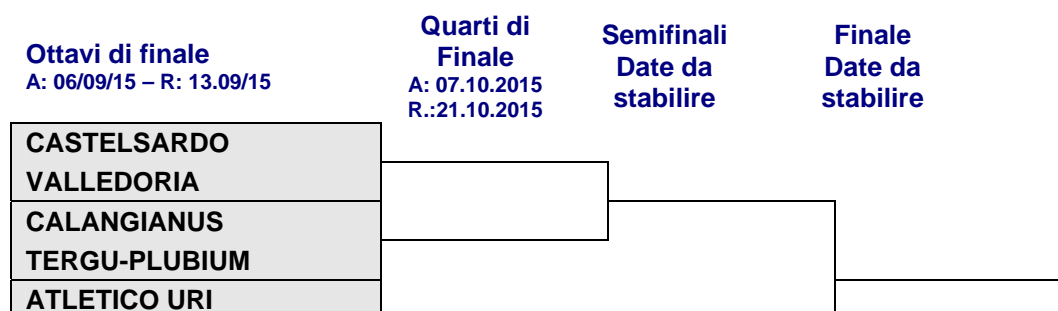 Ottavi di finale
A: 06/09/15 – R: 13.09/15
Quarti di
Finale
A: 07.10.2015
R.:21.10.2015
Semifinali
Date da
stabilire
Finale
Date da
stabilire
CASTELSARDO
VALLEDORIA
CALANGIANUS
TERGU-PLUBIUM
ATLETICO URI